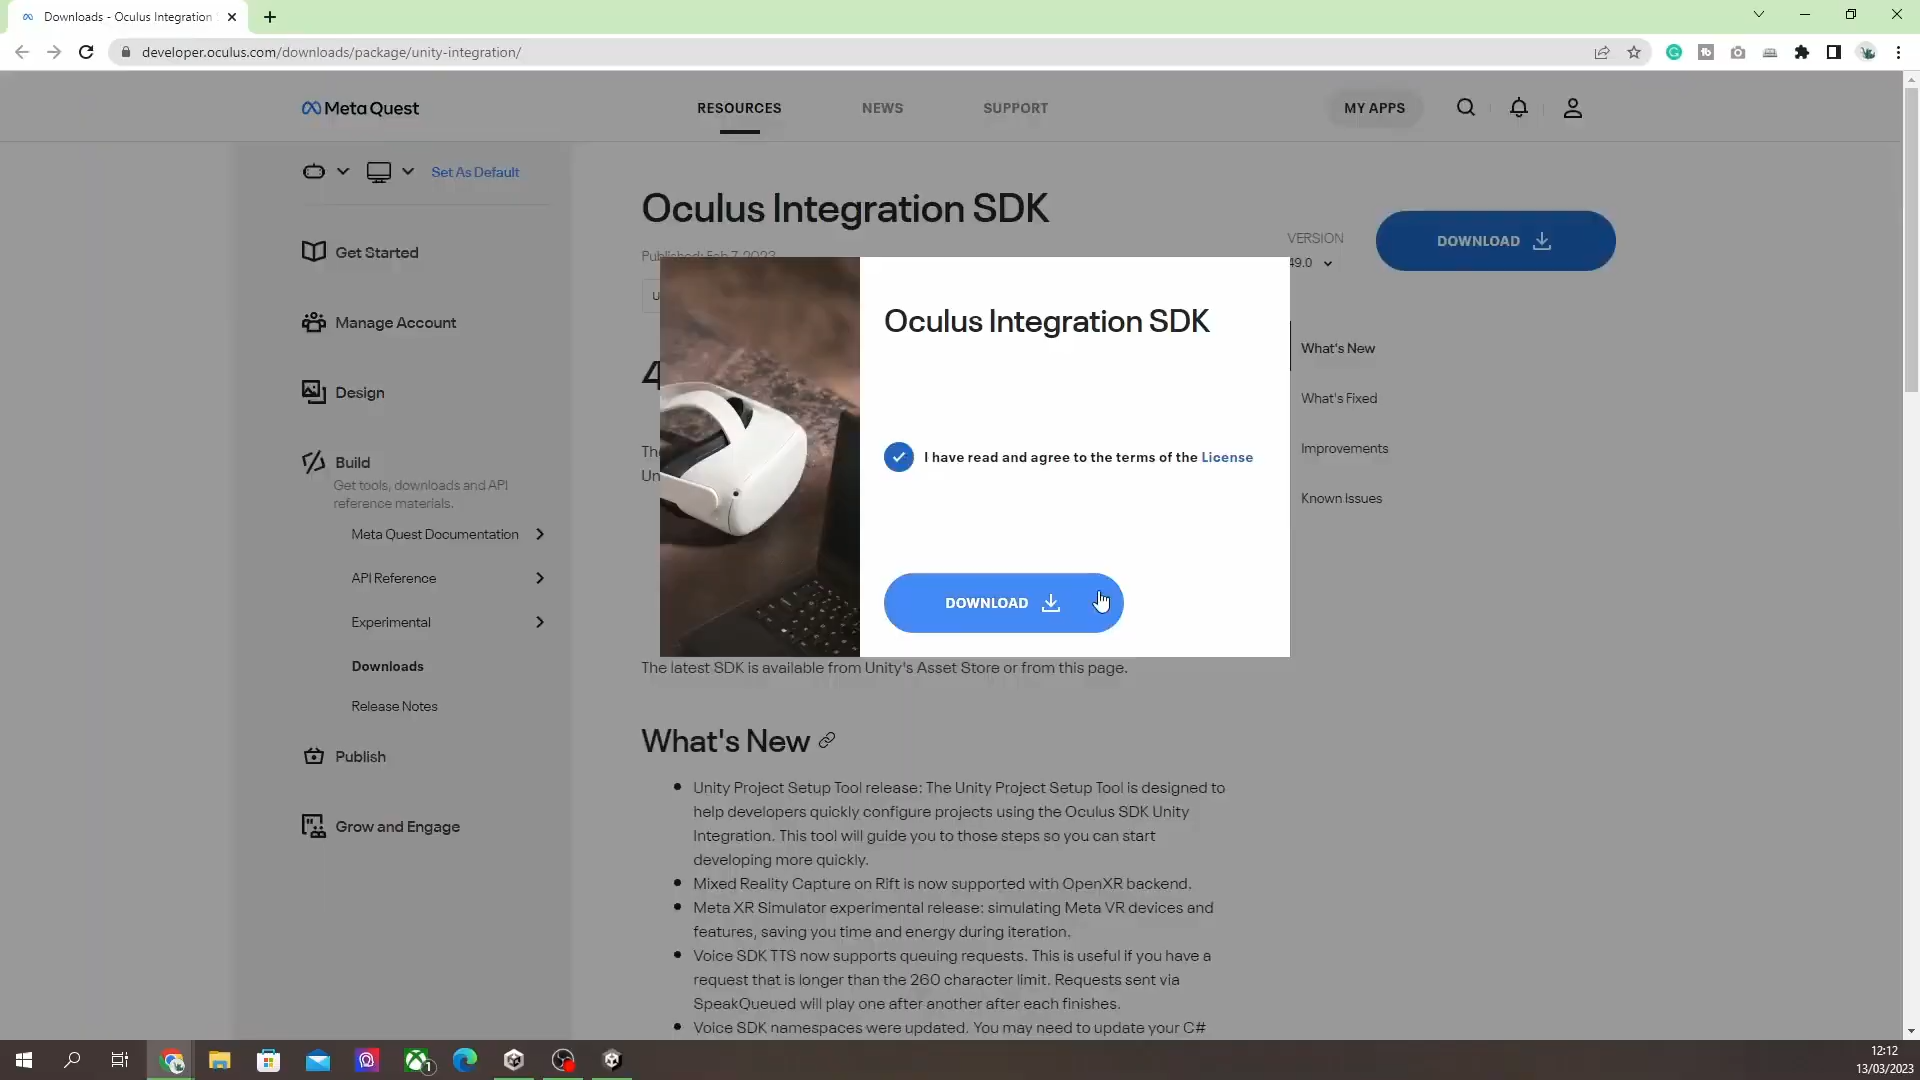 Downloads - Oculus Integration
developer.oculus.com/downloads/package/unity-integration/
Meta Quest
RESOURCES
NEWS
SUPPORT
MY APPS
Set As Default
Get Started
Manage Account
Design
Build
Get tools, downloads and API
reference materials.
Meta Quest Documentation
API Reference
Experimental
Downloads
Release Notes
Publish
Grow and Engage
Oculus Integration SDK
Published: Feb 7, 2023
U
VERSION
49.0
DOWNLOAD
4
The
Un
Oculus Integration SDK
I have read and agree to the terms of the License
DOWNLOAD
What's New
What's Fixed
Improvements
Known Issues
The latest SDK is available from Unity's Asset Store or from this page.
What's New
Unity Project Setup Tool release: The Unity Project Setup Tool is designed to
help developers quickly configure projects using the Oculus SDK Unity
Integration. This tool will guide you to those steps so you can start
developing more quickly.
Mixed Reality Capture on Rift is now supported with OpenXR backend.
Meta XR Simulator experimental release: simulating Meta VR devices and
features, saving you time and energy during iteration.
Voice SDK TTS now supports queuing requests. This is useful if you have a
request that is longer than the 260 character limit. Requests sent via
SpeakQueued will play one after another after each finishes.
Voice SDK namespaces were updated. You may need to update your C#
1
12:12
13/03/2023